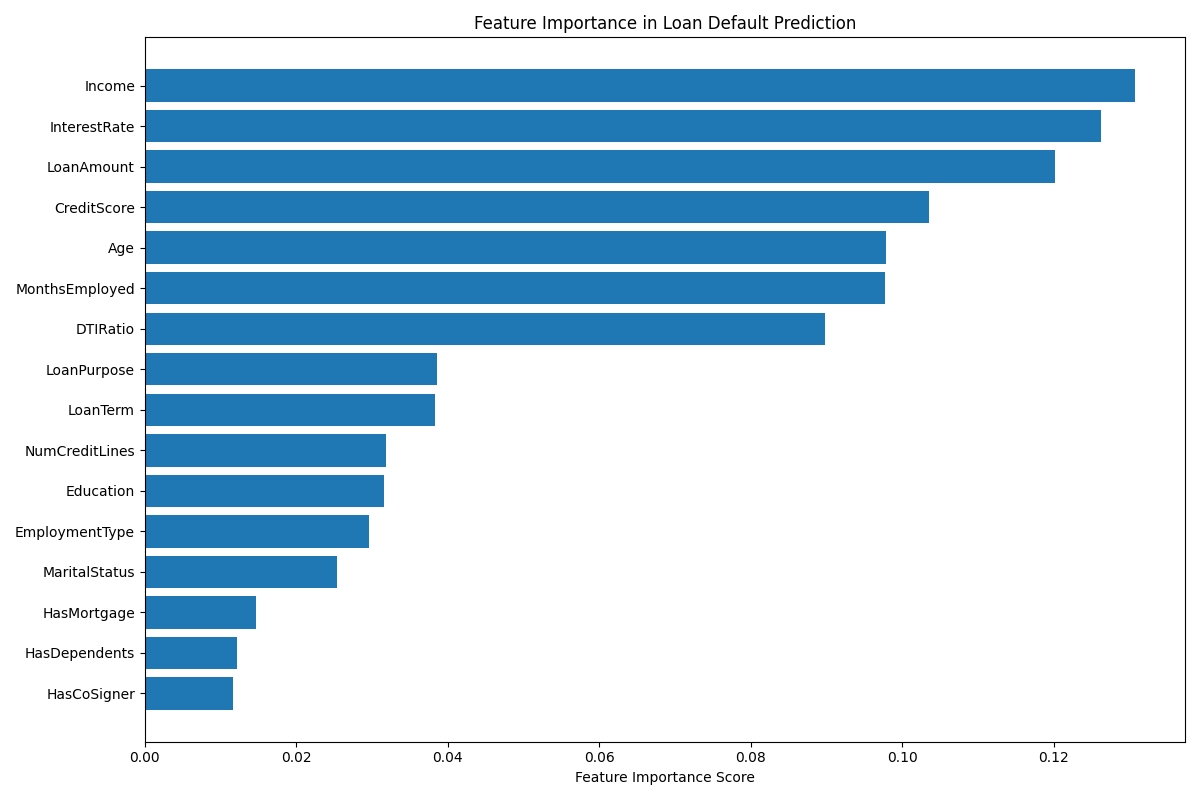 Feature Importance in Loan Default Prediction
Income
InterestRate
LoanAmount
CreditScore
Age
MonthsEmployed
DTIRatio
LoanPurpose
LoanTerm
NumCreditLines
Education
EmploymentType
MaritalStatus
HasMortgage
HasDependents
HasCoSigner
0.00 0.02 0.04 0.06 0.08 0.10 0.12
Feature Importance Score